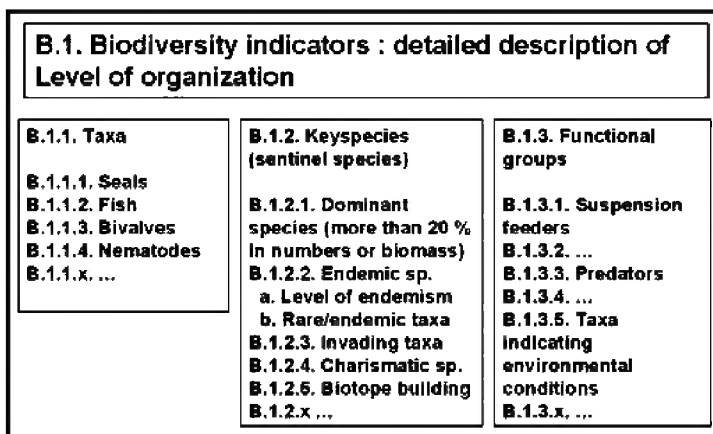 B.1. Biodiversity indicators : detailed description of
Level of organization
B.1.1. Taxa
B.1.1.1. Seals
B.1.1.2. Fish
B.1.1.3. Bivalves
B.1.1.4. Nematodes
B.1.1.x. ...
B.1.2. Keyspecies
(sentinel species)
B.1.2.1. Dominant
species (more than 20 %
in numbers or biomass)
B.1.2.2. Endemic sp.
a. Level of endemism
b. Rare/endemic taxa
B.1.2.3. Invading taxa
B.1.2.4. Charismatic sp.
B.1.2.5. Biotope building
B.1.2.x ...
B.1.3. Functional
groups
B.1.3.1. Suspension
feeders
B.1.3.2. ...
B.1.3.3. Predators
B.1.3.4. ...
B.1.3.5. Taxa
indicating
environmental
conditions
B.1.3.x. ...